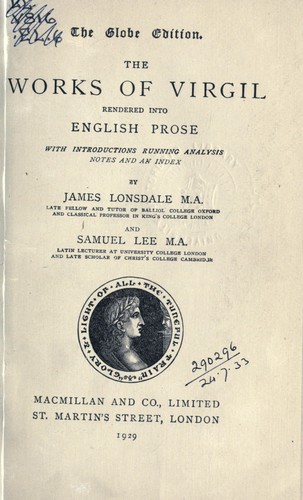 The Globe Edition.
THE
WORKS OF VIRGIL
RENDERED INTO
ENGLISH PROSE
WITH INTRODUCTIONS RUNNING ANALYSIS
NOTES AND AN INDEX
BY
JAMES LONSDALE M.A.
LATE FELLOW AND TUTOR OF BALLIOL COLLEGE OXFORD
AND CLASSICAL PROFESSOR IN KING'S COLLEGE LONDON
AND
SAMUEL LEE M.A.
LATIN LECTURER AT UNIVERSITY COLLEGE LONDON
AND LATE SCHOLAR OF CHRIST'S COLLEGE CAMBRIDGE
GLORY & LIGHT OF ALL THE TUNEFUL TRAIN
290296
24.7.33
MACMILLAN AND CO., LIMITED
ST. MARTIN'S STREET, LONDON
1929